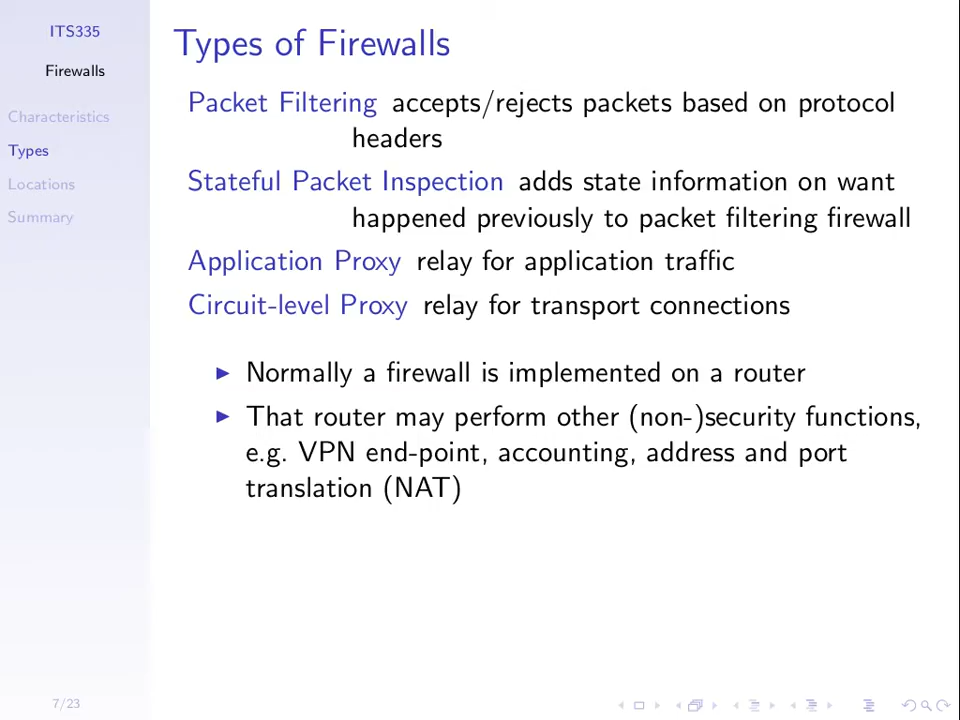 ITS335
Firewalls
Characteristics
Types
Locations
Summary
Types of Firewalls
Packet Filtering accepts/rejects packets based on protocol
headers
Stateful Packet Inspection adds state information on want
happened previously to packet filtering firewall
Application Proxy relay for application traffic
Circuit-level Proxy relay for transport connections
▶ Normally a firewall is implemented on a router
▶ That router may perform other (non-)security functions,
e.g. VPN end-point, accounting, address and port
translation (NAT)
7/23